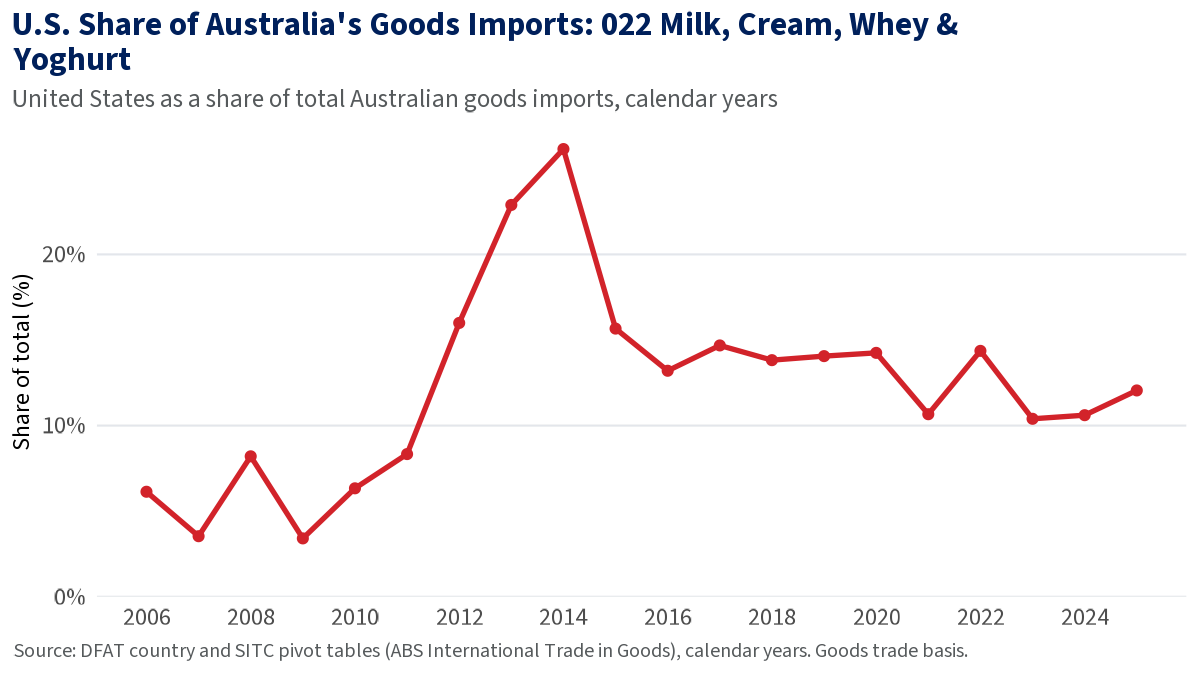 U.S. Share of Australia's Goods Imports: 022 Milk, Cream, Whey &
Yoghurt
United States as a share of total Australian goods imports, calendar years
Share of total (%)
20%
10%
0%
2006 2008 2010 2012 2014 2016 2018 2020 2022 2024
Source: DFAT country and SITC pivot tables (ABS International Trade in Goods), calendar years. Goods trade basis.